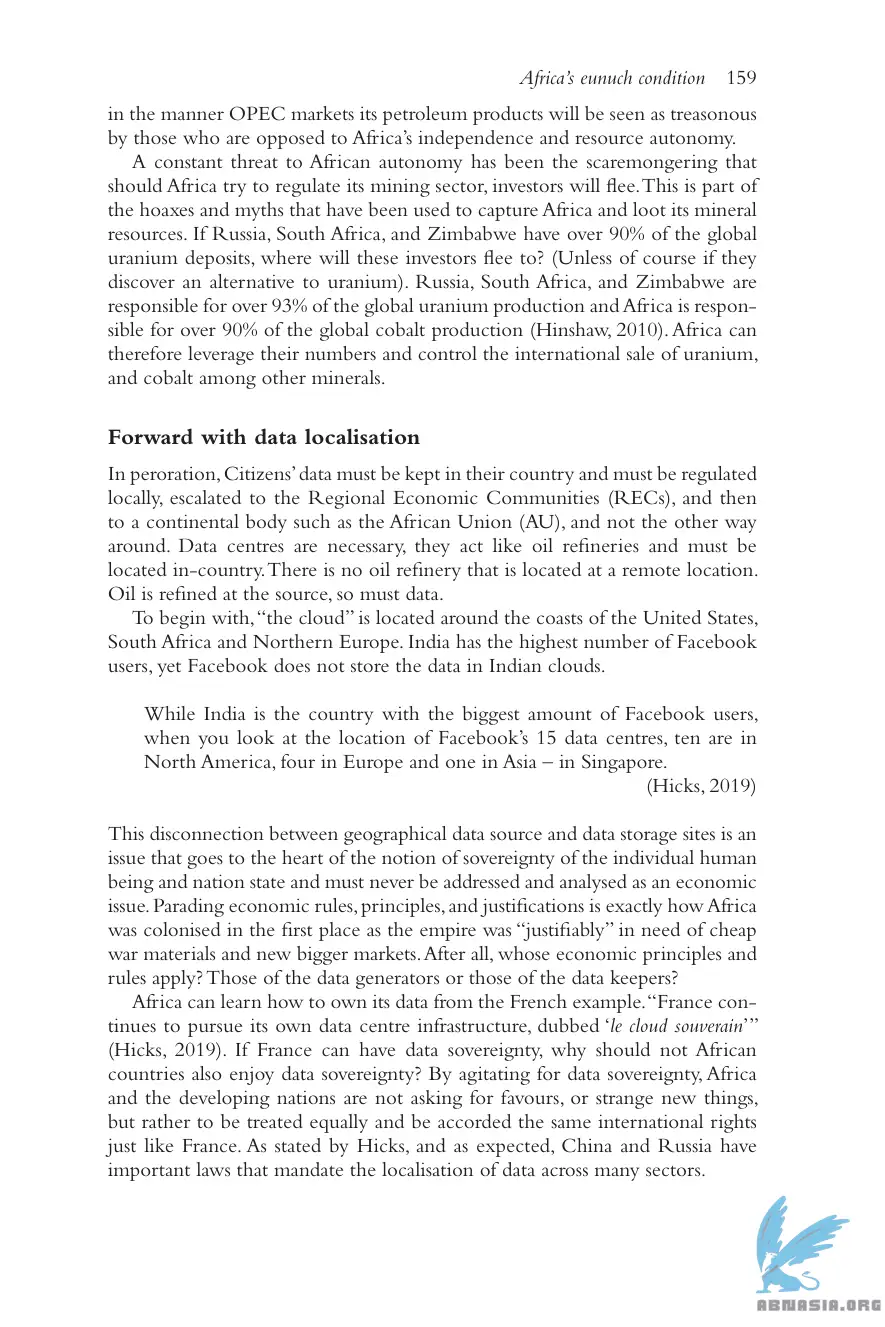 Africa's eunuch condition 159
in the manner OPEC markets its petroleum products will be seen as treasonous
by those who are opposed to Africa's independence and resource autonomy.
A constant threat to African autonomy has been the scaremongering that
should Africa try to regulate its mining sector, investors will flee. This is part of
the hoaxes and myths that have been used to capture Africa and loot its mineral
resources. If Russia, South Africa, and Zimbabwe have over 90% of the global
uranium deposits, where will these investors flee to? (Unless of course if they
discover an alternative to uranium). Russia, South Africa, and Zimbabwe are
responsible for over 93% of the global uranium production and Africa is respon-
sible for over 90% of the global cobalt production (Hinshaw, 2010). Africa can
therefore leverage their numbers and control the international sale of uranium,
and cobalt among other minerals.
Forward with data localisation
In peroration, Citizens' data must be kept in their country and must be regulated
locally, escalated to the Regional Economic Communities (RECs), and then
to a continental body such as the African Union (AU), and not the other way
around. Data centres are necessary, they act like oil refineries and must be
located in-country. There is no oil refinery that is located at a remote location.
Oil is refined at the source, so must data.
To begin with, "the cloud" is located around the coasts of the United States,
South Africa and Northern Europe. India has the highest number of Facebook
users, yet Facebook does not store the data in Indian clouds.
While India is the country with the biggest amount of Facebook users,
when you look at the location of Facebook's 15 data centres, ten are in
North America, four in Europe and one in Asia – in Singapore.
(Hicks, 2019)
This disconnection between geographical data source and data storage sites is an
issue that goes to the heart of the notion of sovereignty of the individual human
being and nation state and must never be addressed and analysed as an economic
issue. Parading economic rules, principles, and justifications is exactly how Africa
was colonised in the first place as the empire was "justifiably" in need of cheap
war materials and new bigger markets. After all, whose economic principles and
rules apply? Those of the data generators or those of the data keepers?
Africa can learn how to own its data from the French example. "France con-
tinues to pursue its own data centre infrastructure, dubbed 'le cloud souverain'"
(Hicks, 2019). If France can have data sovereignty, why should not African
countries also enjoy data sovereignty? By agitating for data sovereignty, Africa
and the developing nations are not asking for favours, or strange new things,
but rather to be treated equally and be accorded the same international rights
just like France. As stated by Hicks, and as expected, China and Russia have
important laws that mandate the localisation of data across many sectors.
ABNASIA.ORG